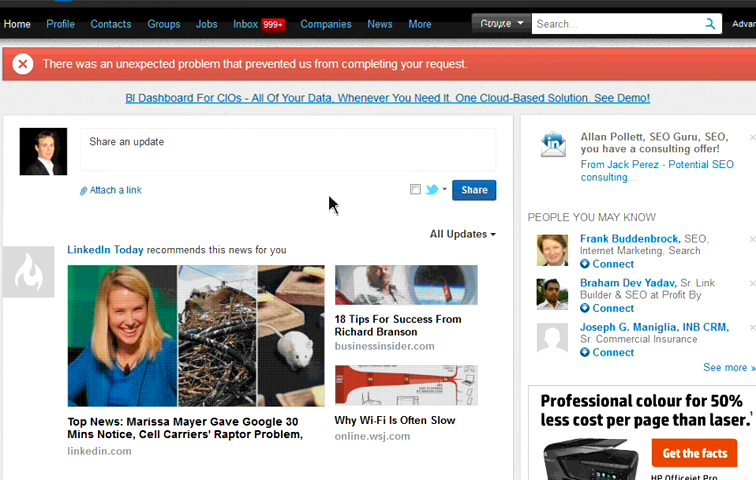 Home Profile Contacts Groups Jobs Inbox 999+ Companies News More Groups Search... Advan
There was an unexpected problem that prevented us from completing your request.
BI Dashboard For CIOs - All Of Your Data, Whenever You Need It. One Cloud-Based Solution. See Demo!
Share an update
Attach a link
Share
All Updates
LinkedIn Today recommends this news for you
Top News: Marissa Mayer Gave Google 30
Mins Notice, Cell Carriers' Raptor Problem,
linkedin.com
18 Tips For Success From
Richard Branson
businessinsider.com
Why Wi-Fi Is Often Slow
online.wsj.com
in
Allan Pollett, SEO Guru, SEO,
you have a consulting offer!
From Jack Perez - Potential SEO
consulting...
PEOPLE YOU MAY KNOW
Frank Buddenbrock, SEO,
Internet Marketing, Search
Connect
Braham Dev Yadav, Sr. Link
Builder & SEO at Profit By
Connect
Joseph G. Maniglia, INB CRM,
Sr. Commercial Insurance
Connect
See more »
Professional colour for 50%
less cost per page than laser.¹
Get the facts
HP Officejet Pro